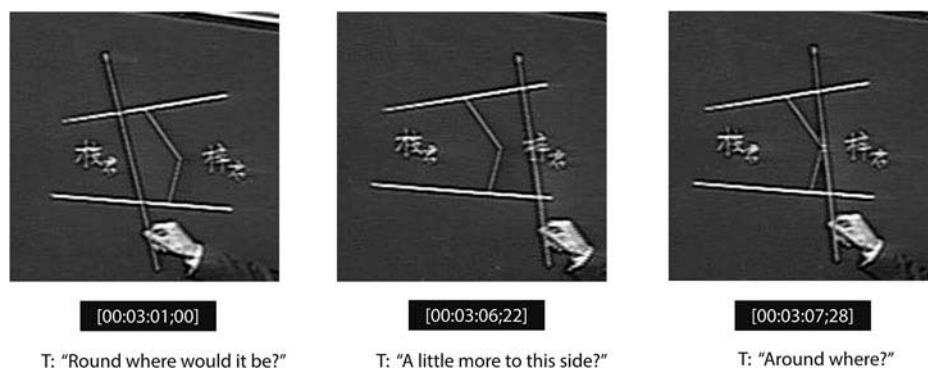 [00:03:01;00]
T: “Round where would it be?”
[00:03:06;22]
T: “A little more to this side?”
[00:03:07;28]
T: “Around where?”